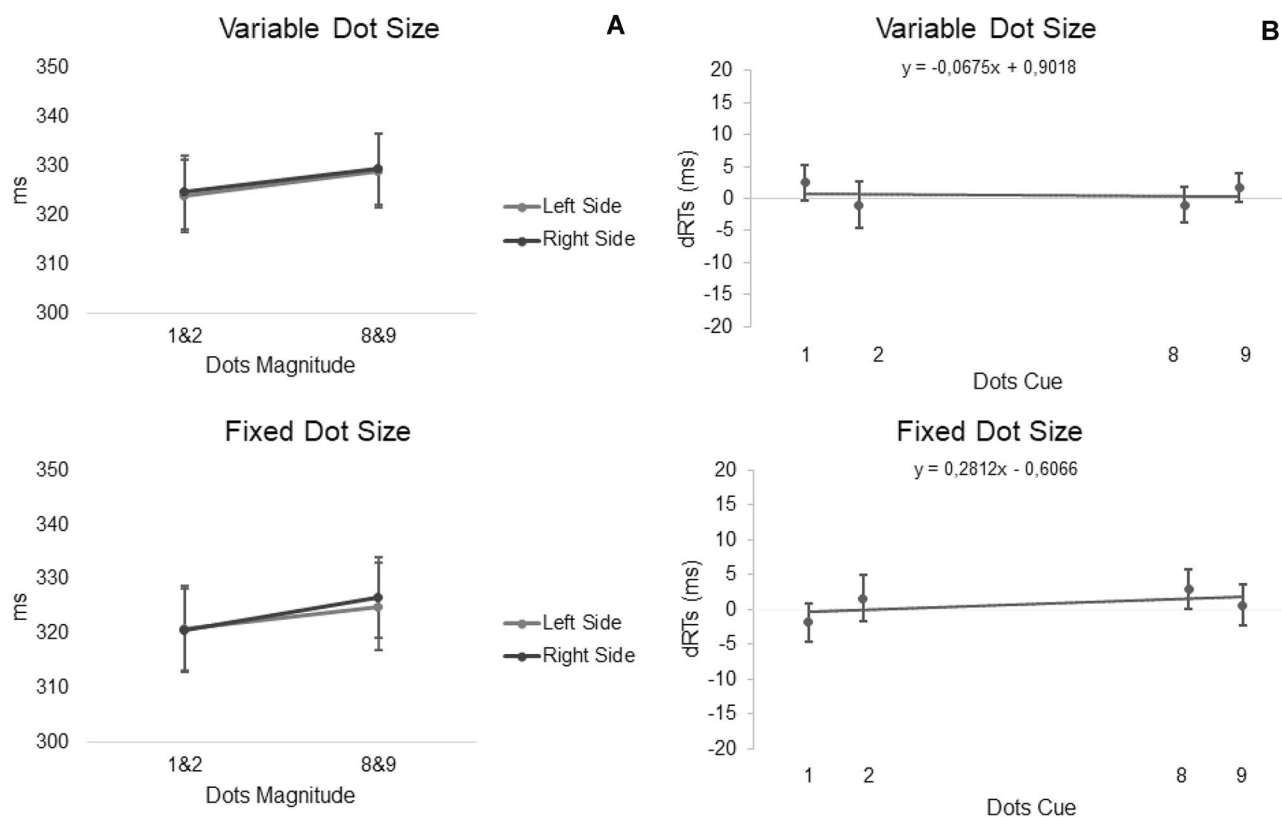 Variable Dot Size
A
350
340
330
320
310
300
ms
1&2
8&9
Dots Magnitude
Left Side
Right Side
Variable Dot Size
B
y = -0,0675x + 0,9018
20
15
10
5
0
-5
-10
-15
-20
dRTs (ms)
1
2
8
9
Dots Cue
Fixed Dot Size
350
340
330
320
310
300
ms
1&2
8&9
Dots Magnitude
Left Side
Right Side
Fixed Dot Size
y = 0,2812x - 0,6066
20
15
10
5
0
-5
-10
-15
-20
dRTs (ms)
1
2
8
9
Dots Cue